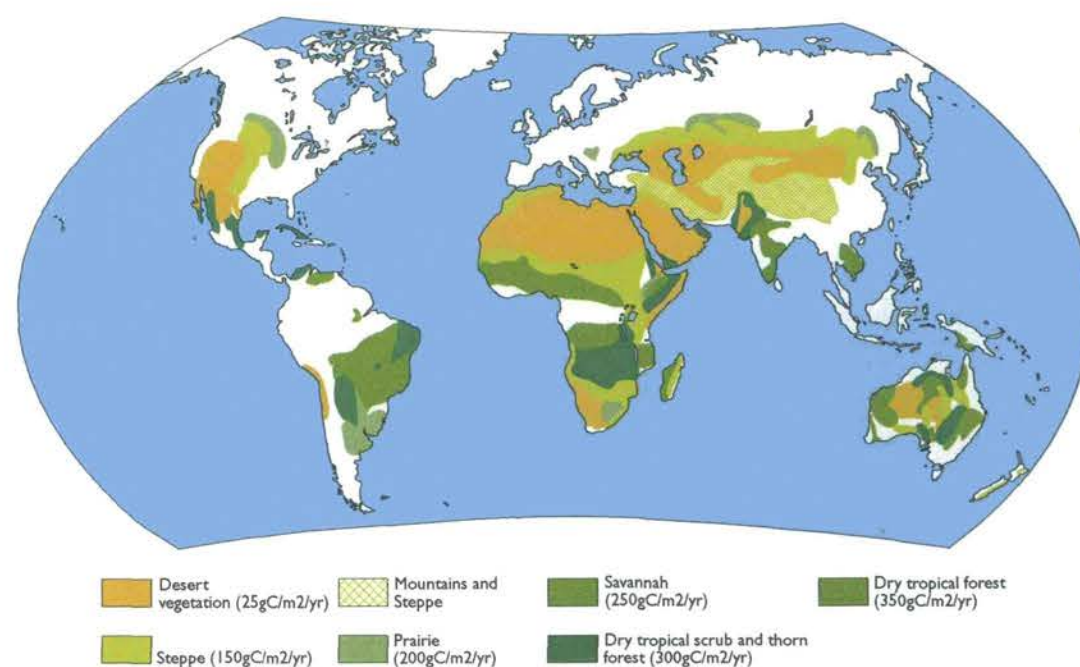 Desert
vegetation (25gC/m2/yr)
Mountains and
Steppe
Savannah
(250gC/m2/yr)
Dry tropical forest
(350gC/m2/yr)
Steppe (150gC/m2/yr)
Prairie
(200gC/m2/yr)
Dry tropical scrub and thorn
forest (300gC/m2/yr)